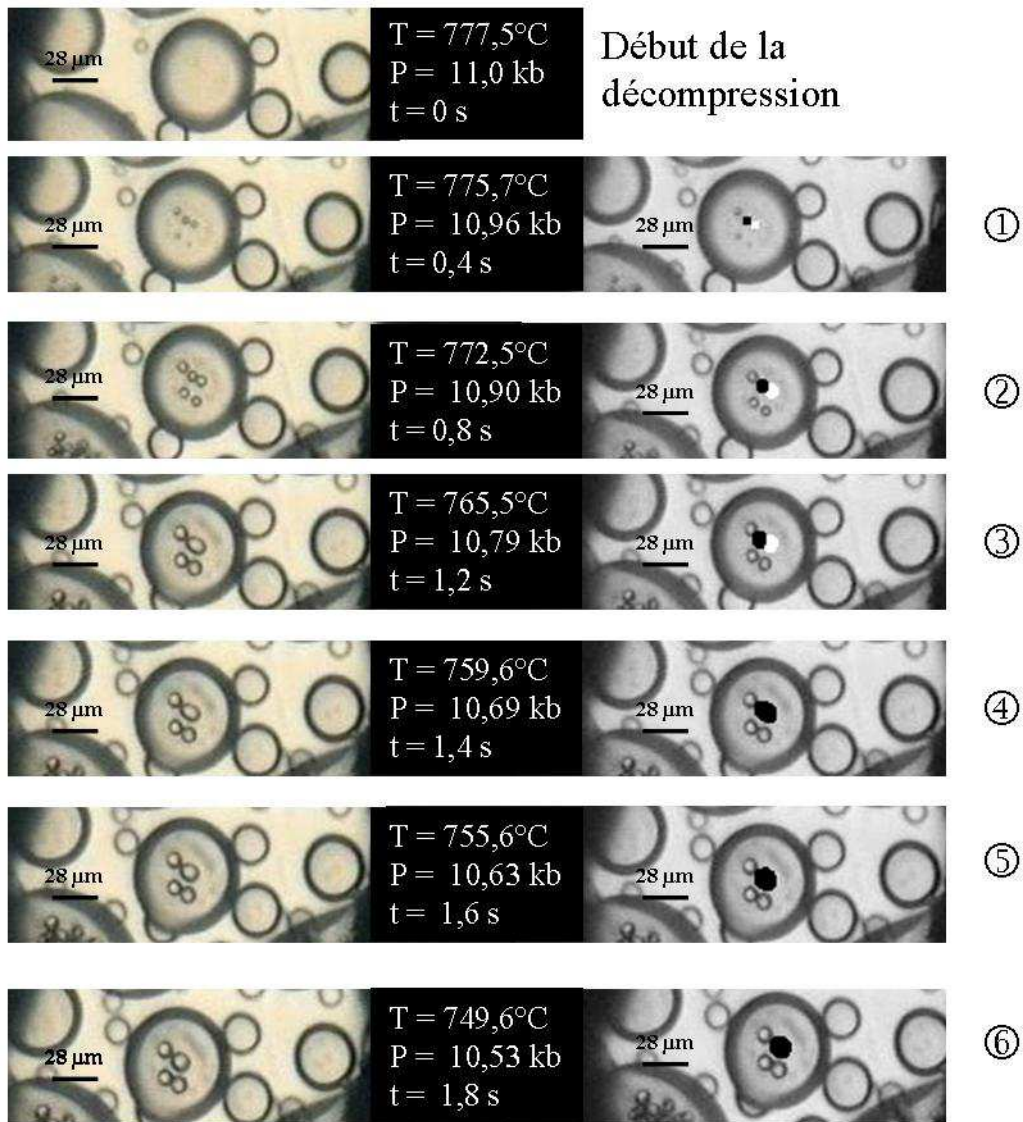 28 µm
T = 777,5°C
P = 11,0 kb
t = 0 s
Début de la
décompression
28 µm
T = 775,7°C
P = 10,96 kb
t = 0,4 s
28 µm
①
28 µm
T = 772,5°C
P = 10,90 kb
t = 0,8 s
28 µm
②
28 µm
T = 765,5°C
P = 10,79 kb
t = 1,2 s
28 µm
③
28 µm
T = 759,6°C
P = 10,69 kb
t = 1,4 s
28 µm
④
28 µm
T = 755,6°C
P = 10,63 kb
t = 1,6 s
28 µm
⑤
28 µm
T = 749,6°C
P = 10,53 kb
t = 1,8 s
28 µm
⑥